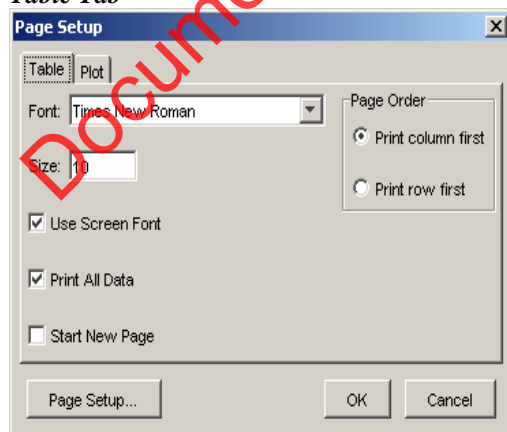 Table Tab
Page Setup
Table Plot
Font: Times New Roman
Size: 10
Use Screen Font
Print All Data
Start New Page
Page Order
Print column first
Print row first
Page Setup... OK Cancel
Docume